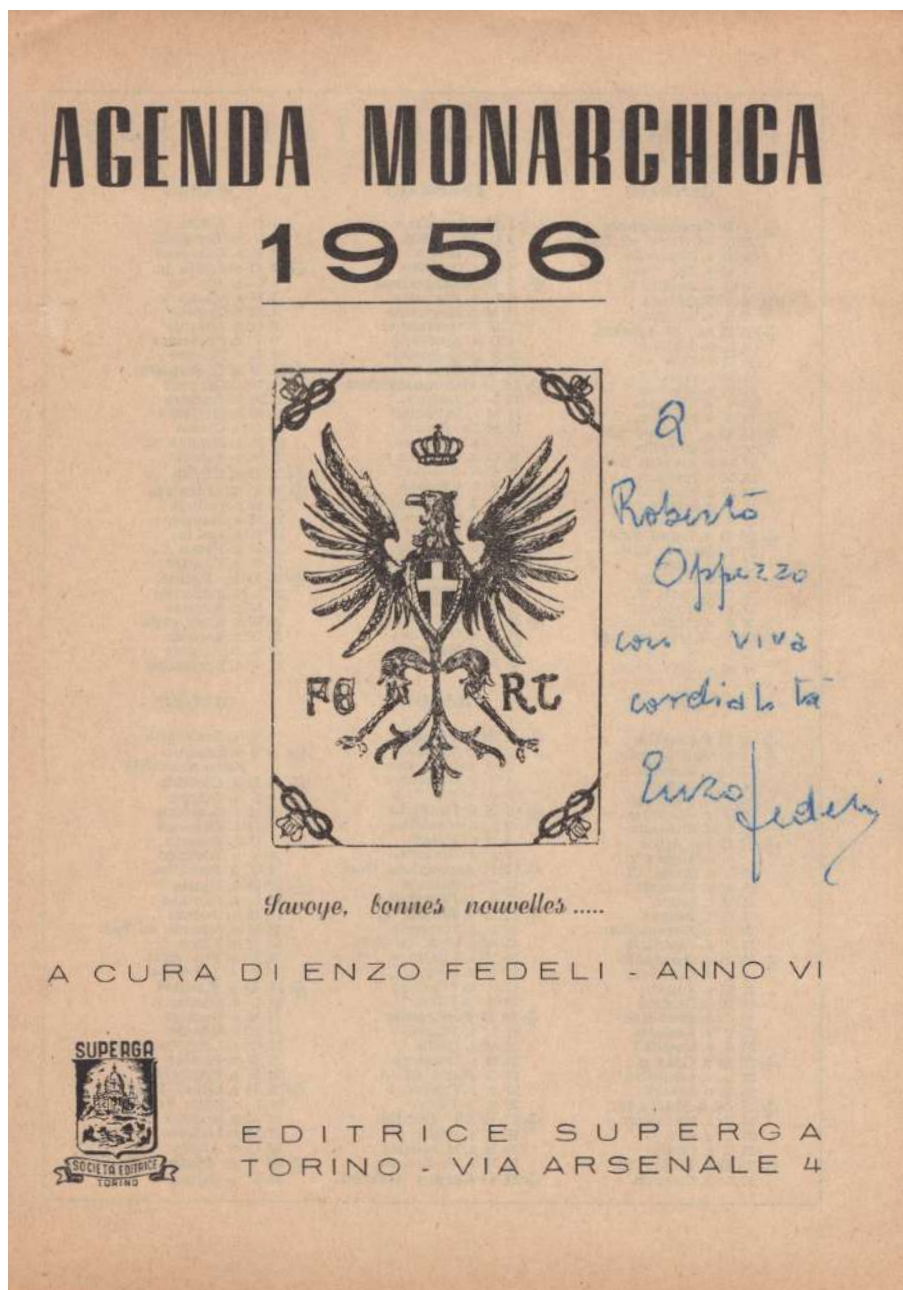 AGENDA MONARCHICA
1956
FE RT
a
Roberto
Oppezzo
con viva
cordialità
Enzo Fedeli
Savoye, bonnes nouvelles.....
A CURA DI ENZO FEDELI - ANNO VI
SUPERGA
SOCIETÀ EDITRICE
TORINO
EDITRICE SUPERGA
TORINO - VIA ARSENALE 4